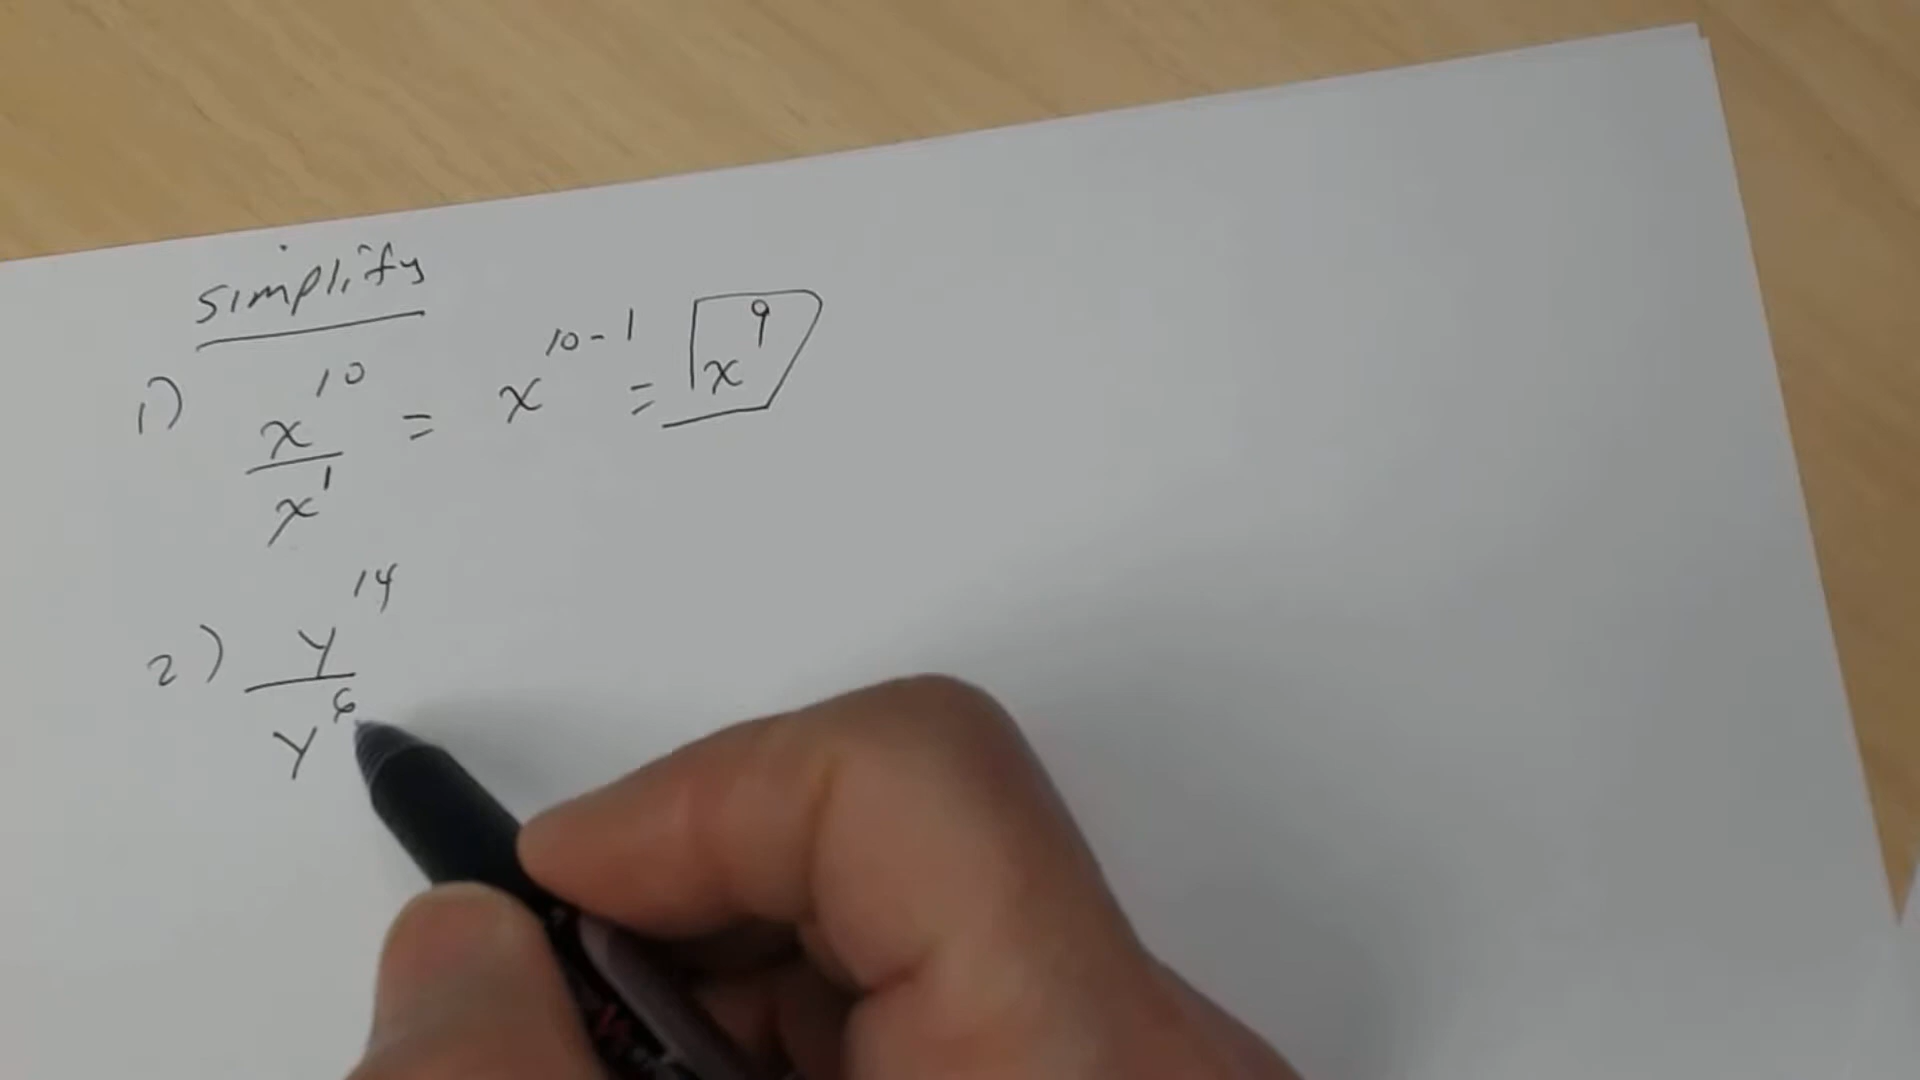 simplify
1) x^10 / x^1 = x^10-1 = x^9
2) y^14 / y^6